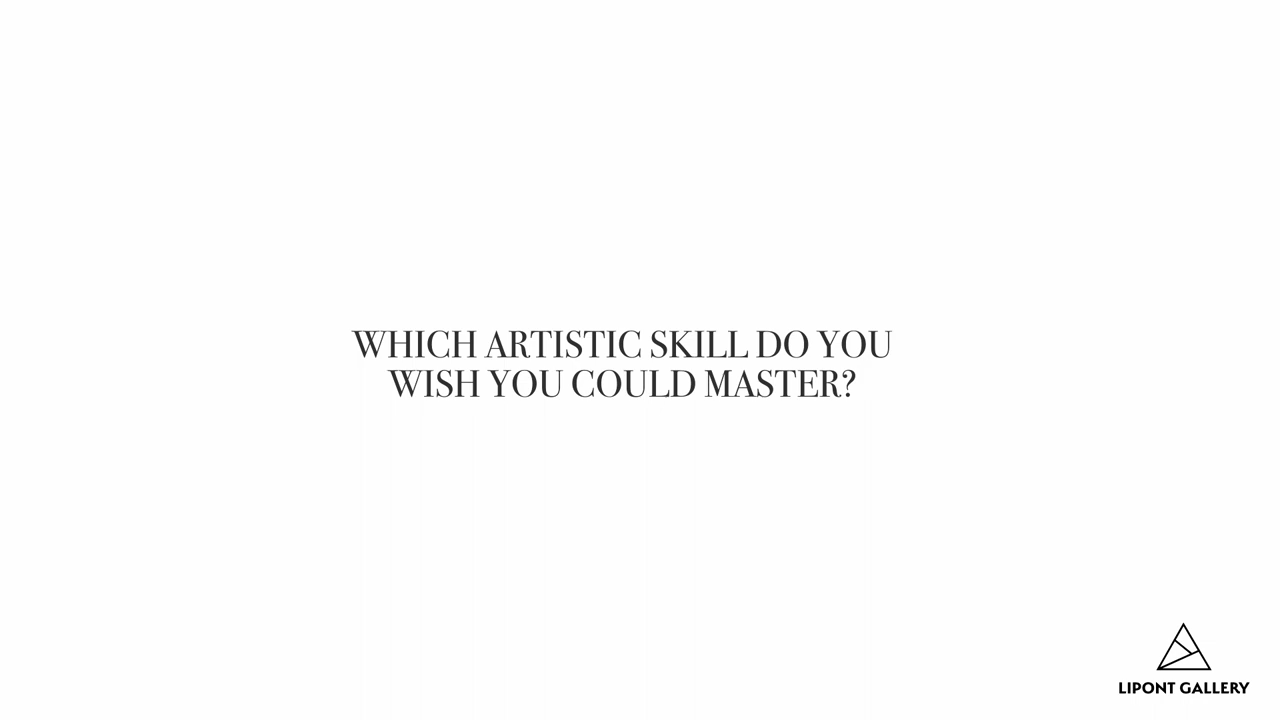 WHICH ARTISTIC SKILL DO YOU
WISH YOU COULD MASTER?
LIPONT GALLERY